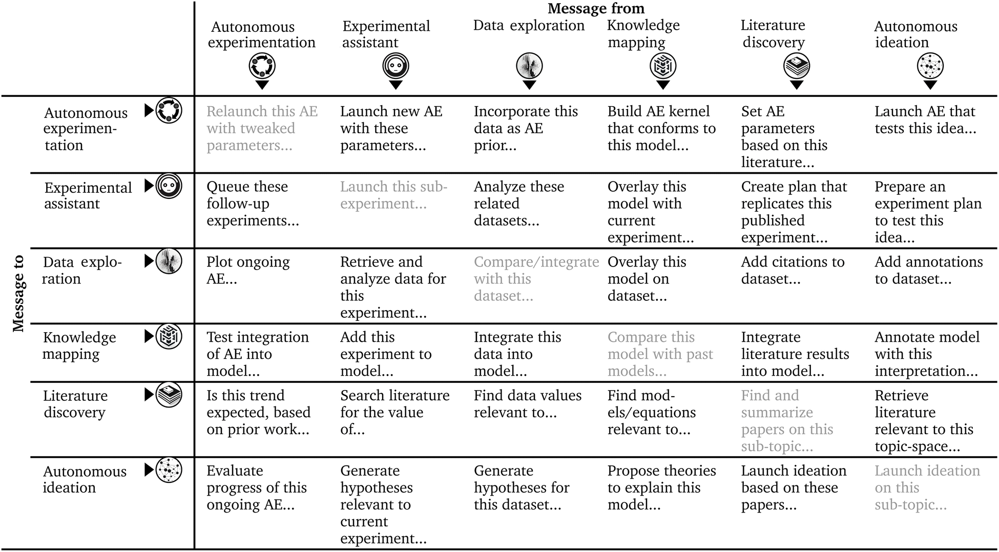 Message from
Autonomous
experimentation
Experimental
assistant
Data exploration
Knowledge
mapping
Literature
discovery
Autonomous
ideation
Message to
Autonomous
experimen-
tation
Relaunch this AE
with tweaked
parameters...
Launch new AE
with these
parameters...
Incorporate this
data as AE
prior...
Build AE kernel
that conforms to
this model...
Set AE
parameters
based on this
literature...
Launch AE that
tests this idea...
Experimental
assistant
Queue these
follow-up
experiments...
Launch this sub-
experiment...
Analyze these
related
datasets...
Overlay this
model with
current
experiment...
Create plan that
replicates this
published
experiment...
Prepare an
experiment plan
to test this
idea...
Data explo-
ration
Plot ongoing
AE...
Retrieve and
analyze data for
this
experiment...
Compare/integrate
with this
dataset...
Overlay this
model on
dataset...
Add citations to
dataset...
Add annotations
to dataset...
Knowledge
mapping
Test integration
of AE into
model...
Add this
experiment to
model...
Integrate this
data into
model...
Compare this
model with past
models...
Integrate
literature results
into model...
Annotate model
with this
interpretation...
Literature
discovery
Is this trend
expected, based
on prior work...
Search literature
for the value
of...
Find data values
relevant to...
Find mod-
els/equations
relevant to...
Find and
summarize
papers on this
sub-topic...
Retrieve
literature
relevant to this
topic-space...
Autonomous
ideation
Evaluate
progress of this
ongoing AE...
Generate
hypotheses
relevant to
current
experiment...
Generate
hypotheses for
this dataset...
Propose theories
to explain this
model...
Launch ideation
based on these
papers...
Launch ideation
on this
sub-topic...